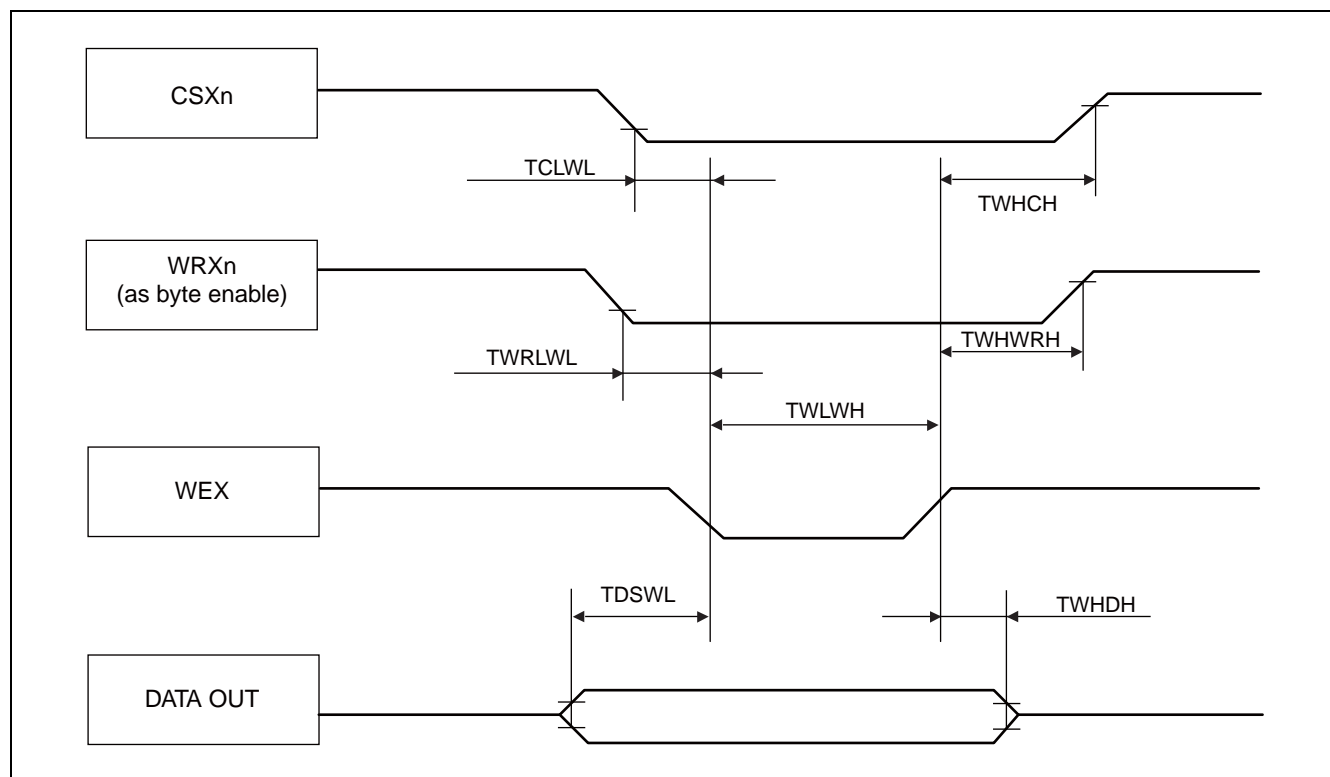 CSXn
TCLWL
TWHCH
WRXn
(as byte enable)
TWHWRH
TWRLWL
TWLWH
WEX
TDSWL
TWHDH
DATA OUT